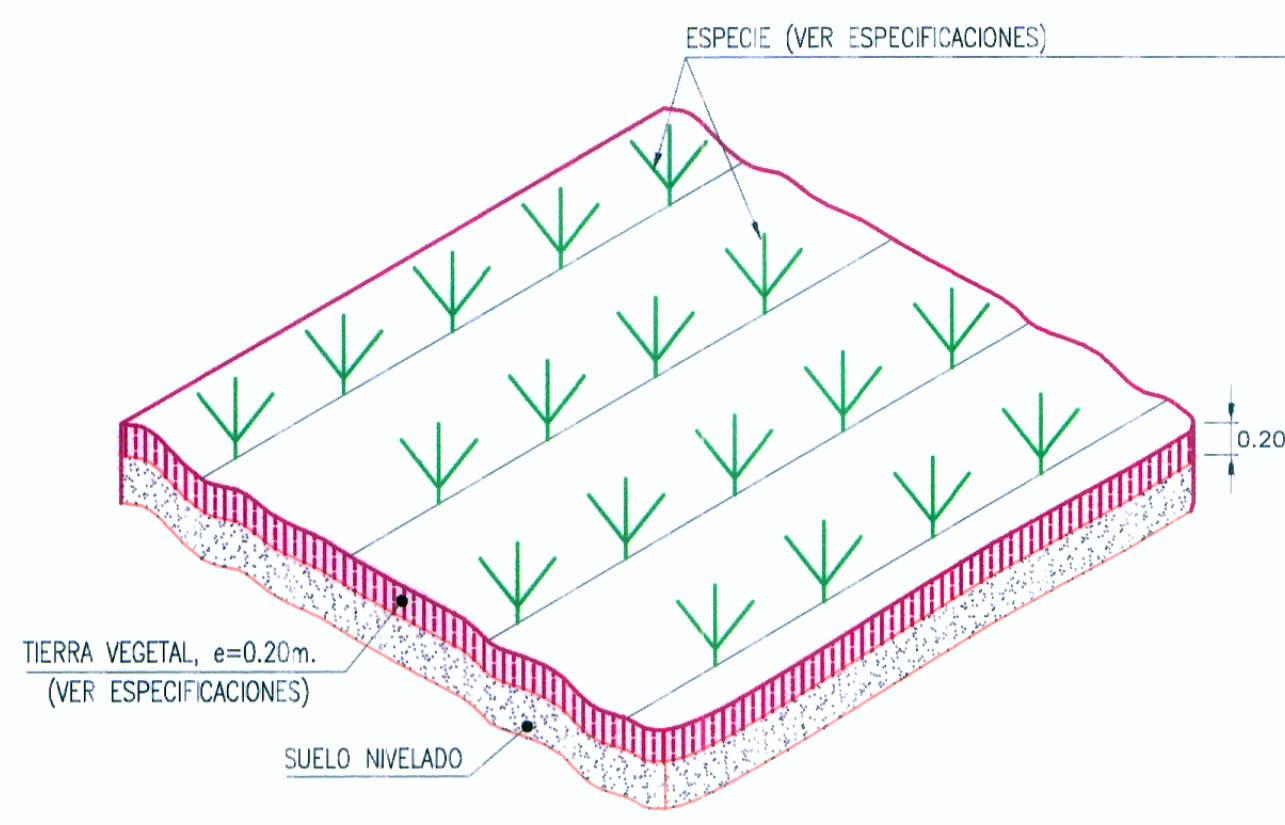 ESPECIE (VER ESPECIFICACIONES)
0.20
TIERRA VEGETAL, e=0.20m.
(VER ESPECIFICACIONES)
SUELO NIVELADO